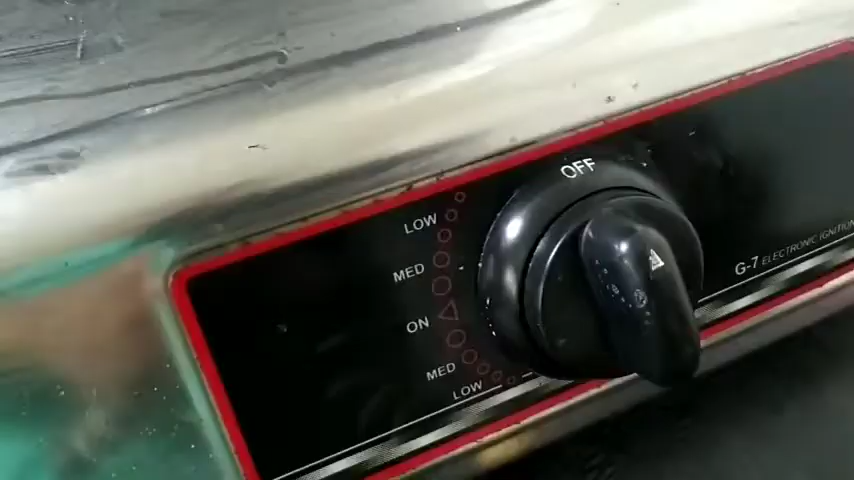 OFF
LOW
MED
ON
MED
LOW
G-7 ELECTRONIC IGNITION